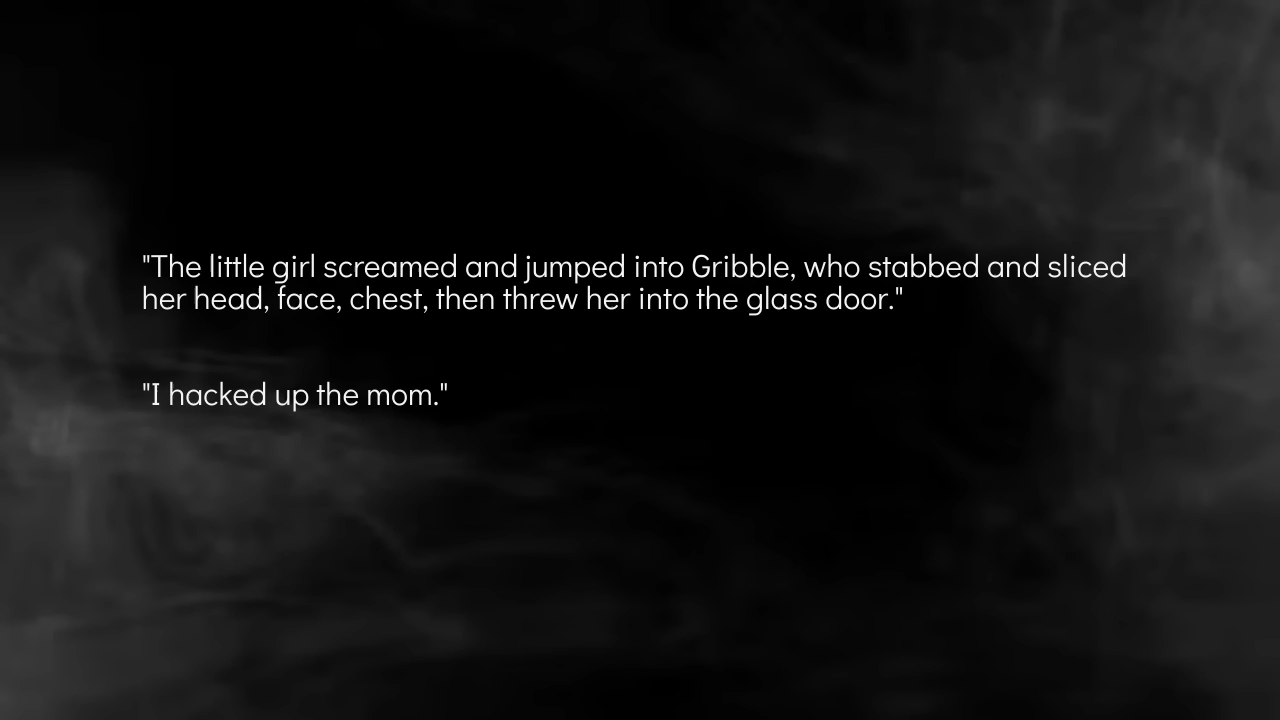 "The little girl screamed and jumped into Gribble, who stabbed and sliced
her head, face, chest, then threw her into the glass door."
"I hacked up the mom."